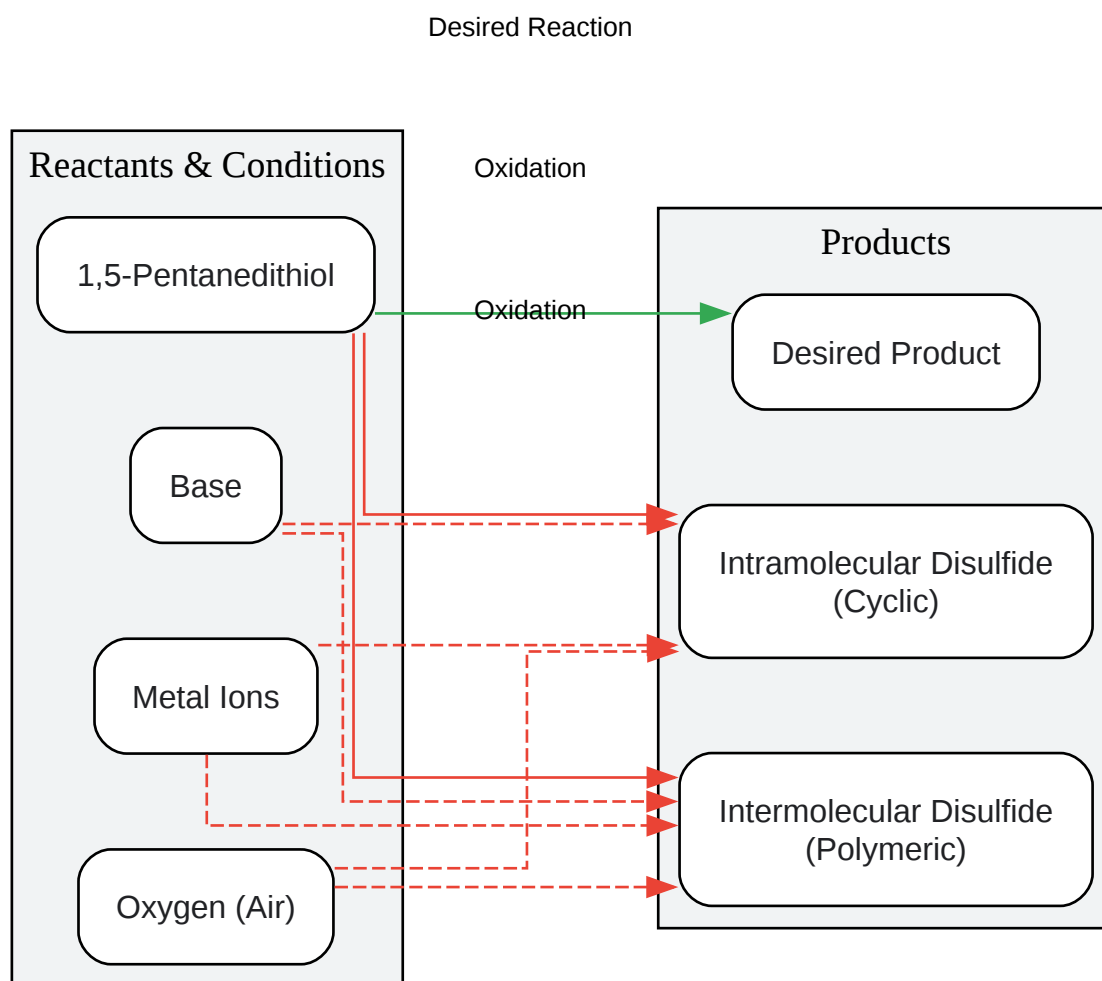 Desired Reaction
Reactants & Conditions
Oxidation
Products
1,5-Pentanedithiol
Oxidation
Desired Product
Base
Intramolecular Disulfide
(Cyclic)
Metal Ions
Intermolecular Disulfide
(Polymeric)
Oxygen (Air)